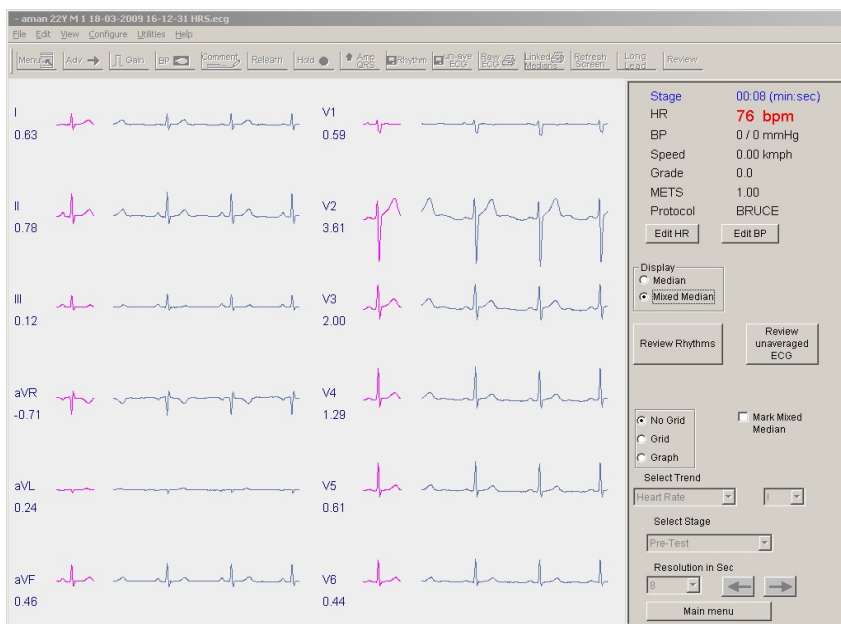 - aman 22Y M 1 18-03-2009 16-12-31 HRS.ecg
File Edit View Configure Utilities Help
Menu Adv. Gain BP Comment Relearn Hold Amp QRS Rhythm un-ave ECG Raw ECG Linked Medians Refresh Screen Long Lead Review
I
0.63
V1
0.59
II
0.78
V2
3.61
III
0.12
V3
2.00
aVR
-0.71
V4
1.29
aVL
0.24
V5
0.61
aVF
0.46
V6
0.44
Stage 00:08 (min:sec)
HR 76 bpm
BP 0 / 0 mmHg
Speed 0.00 kmph
Grade 0.0
METS 1.00
Protocol BRUCE
Edit HR Edit BP
Display
Median
Mixed Median
Review Rhythms
Review
unaveraged
ECG
No Grid
Grid
Graph
Mark Mixed
Median
Select Trend
Heart Rate I
Select Stage
Pre-Test
Resolution in Sec
8
Main menu